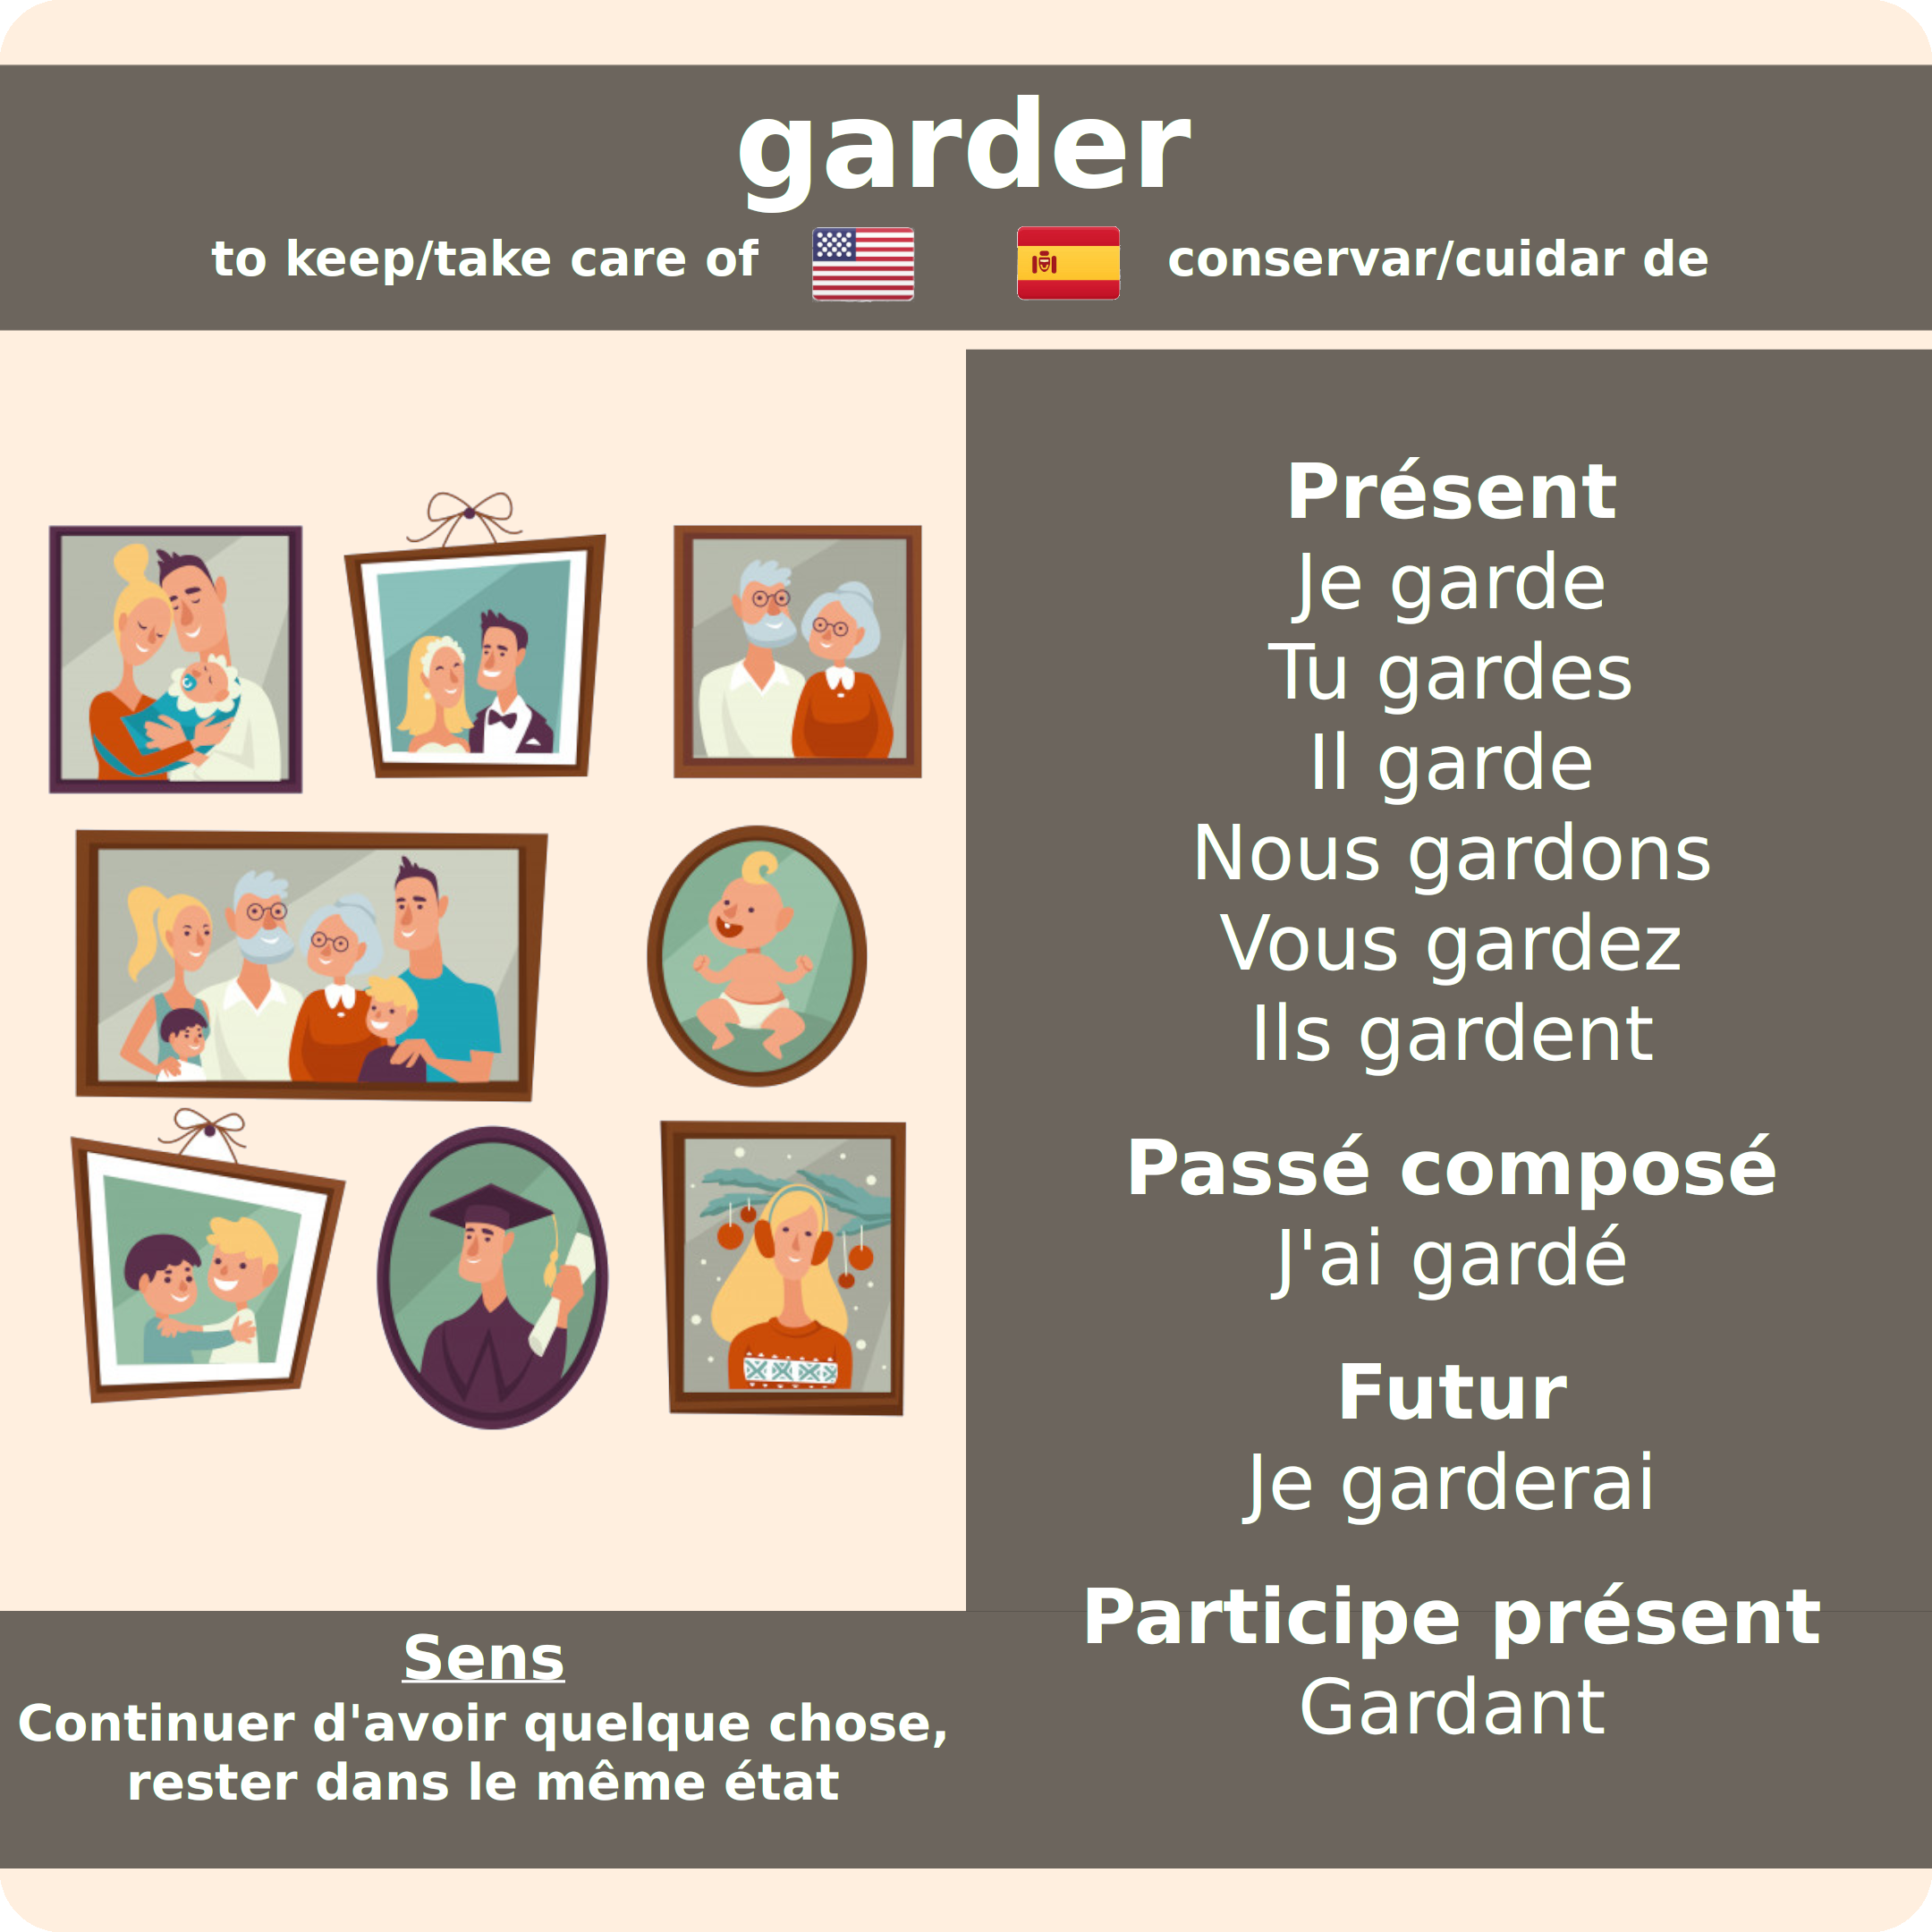 garder
to keep/take care of
conservar/cuidar de
Présent
Je garde
Tu gardes
Il garde
Nous gardons
Vous gardez
Ils gardent
Passé composé
J'ai gardé
Futur
Je garderai
Participe présent
Gardant
Sens
Continuer d'avoir quelque chose,
rester dans le même état